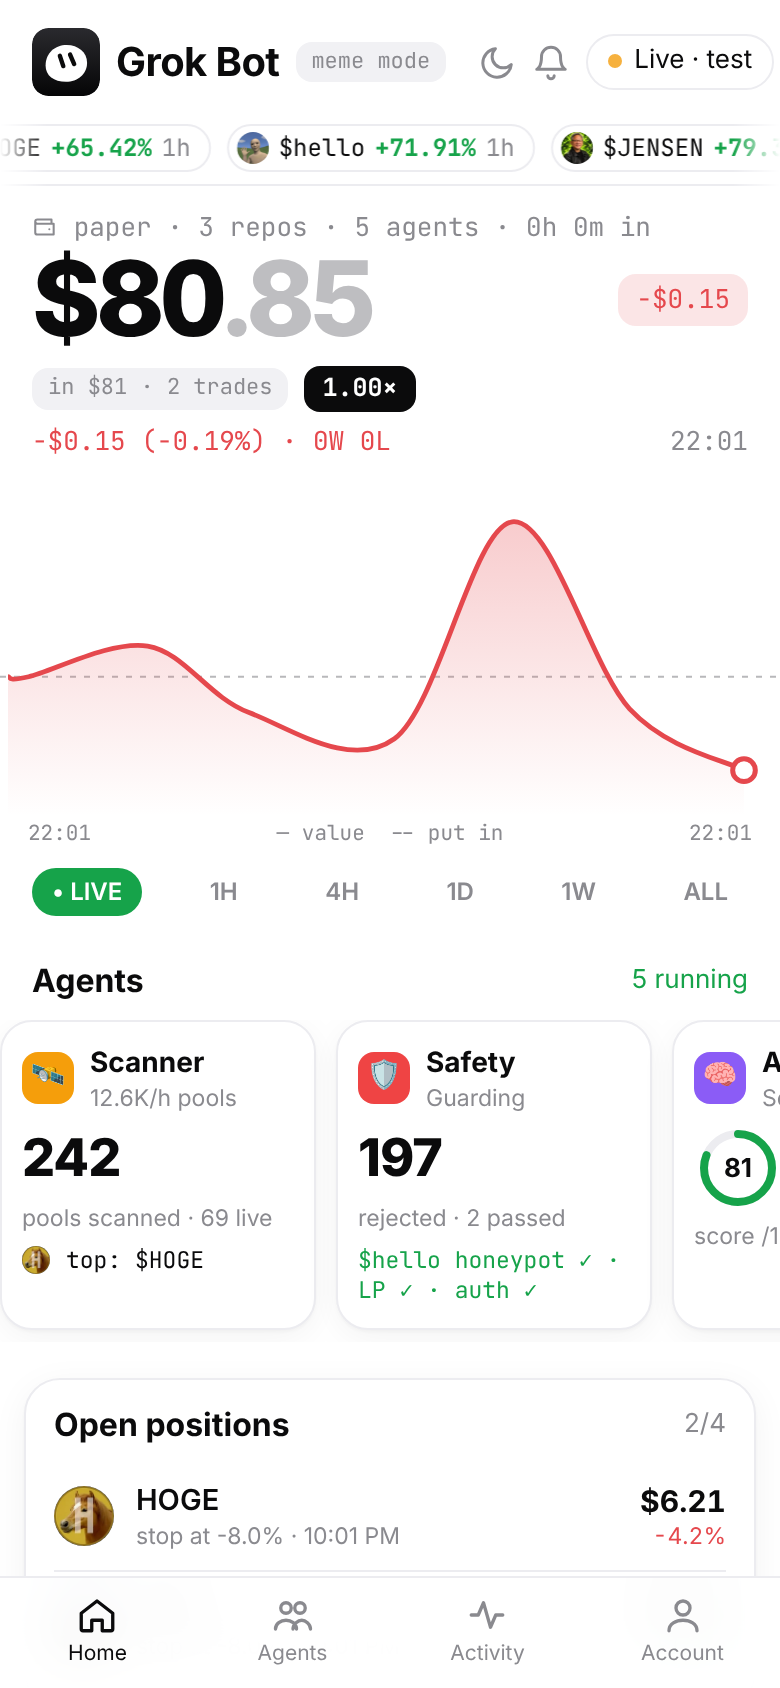 Grok Bot meme mode Live · test
OGE +65.42% 1h $hello +71.91% 1h $JENSEN +79.
paper · 3 repos · 5 agents · 0h 0m in
$80.85 -$0.15
in $81 · 2 trades 1.00×
-$0.15 (-0.19%) · 0W 0L 22:01
22:01 — value -- put in 22:01
• LIVE 1H 4H 1D 1W ALL
Agents 5 running
Scanner
12.6K/h pools
242
pools scanned · 69 live
top: $HOGE
Safety
Guarding
197
rejected · 2 passed
$hello honeypot ✓ ·
LP ✓ · auth ✓
81
score /1
Open positions 2/4
HOGE $6.21
stop at -8.0% · 10:01 PM -4.2%
Home Agents Activity Account